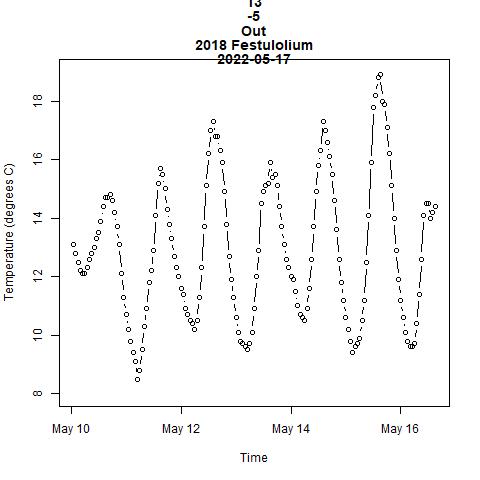 13
-5
Out
2018 Festulolium
2022-05-17
Temperature (degrees C)
18
16
14
12
10
8
May 10
May 12
May 14
May 16
Time